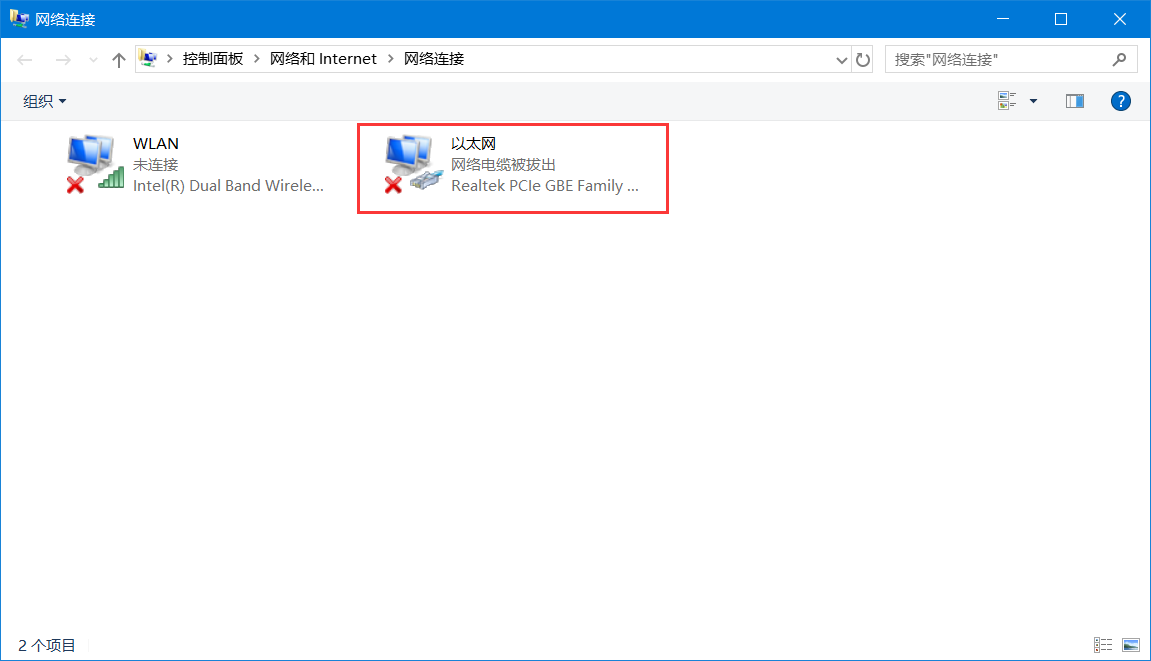 网络连接
控制面板 网络和 Internet 网络连接
搜索"网络连接"
组织
WLAN
未连接
Intel(R) Dual Band Wirele...
以太网
网络电缆被拔出
Realtek PCIe GBE Family ...
2 个项目